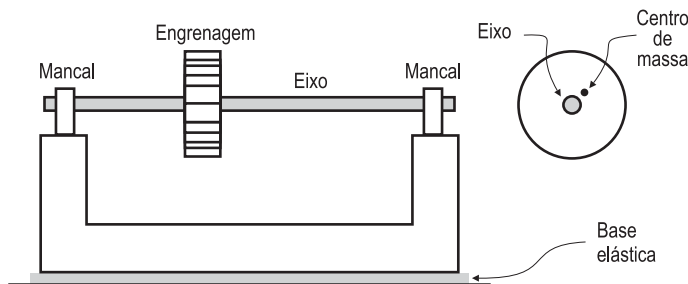 Engrenagem
Mancal
Eixo
Mancal
Eixo
Centro
de
massa
Base
elástica